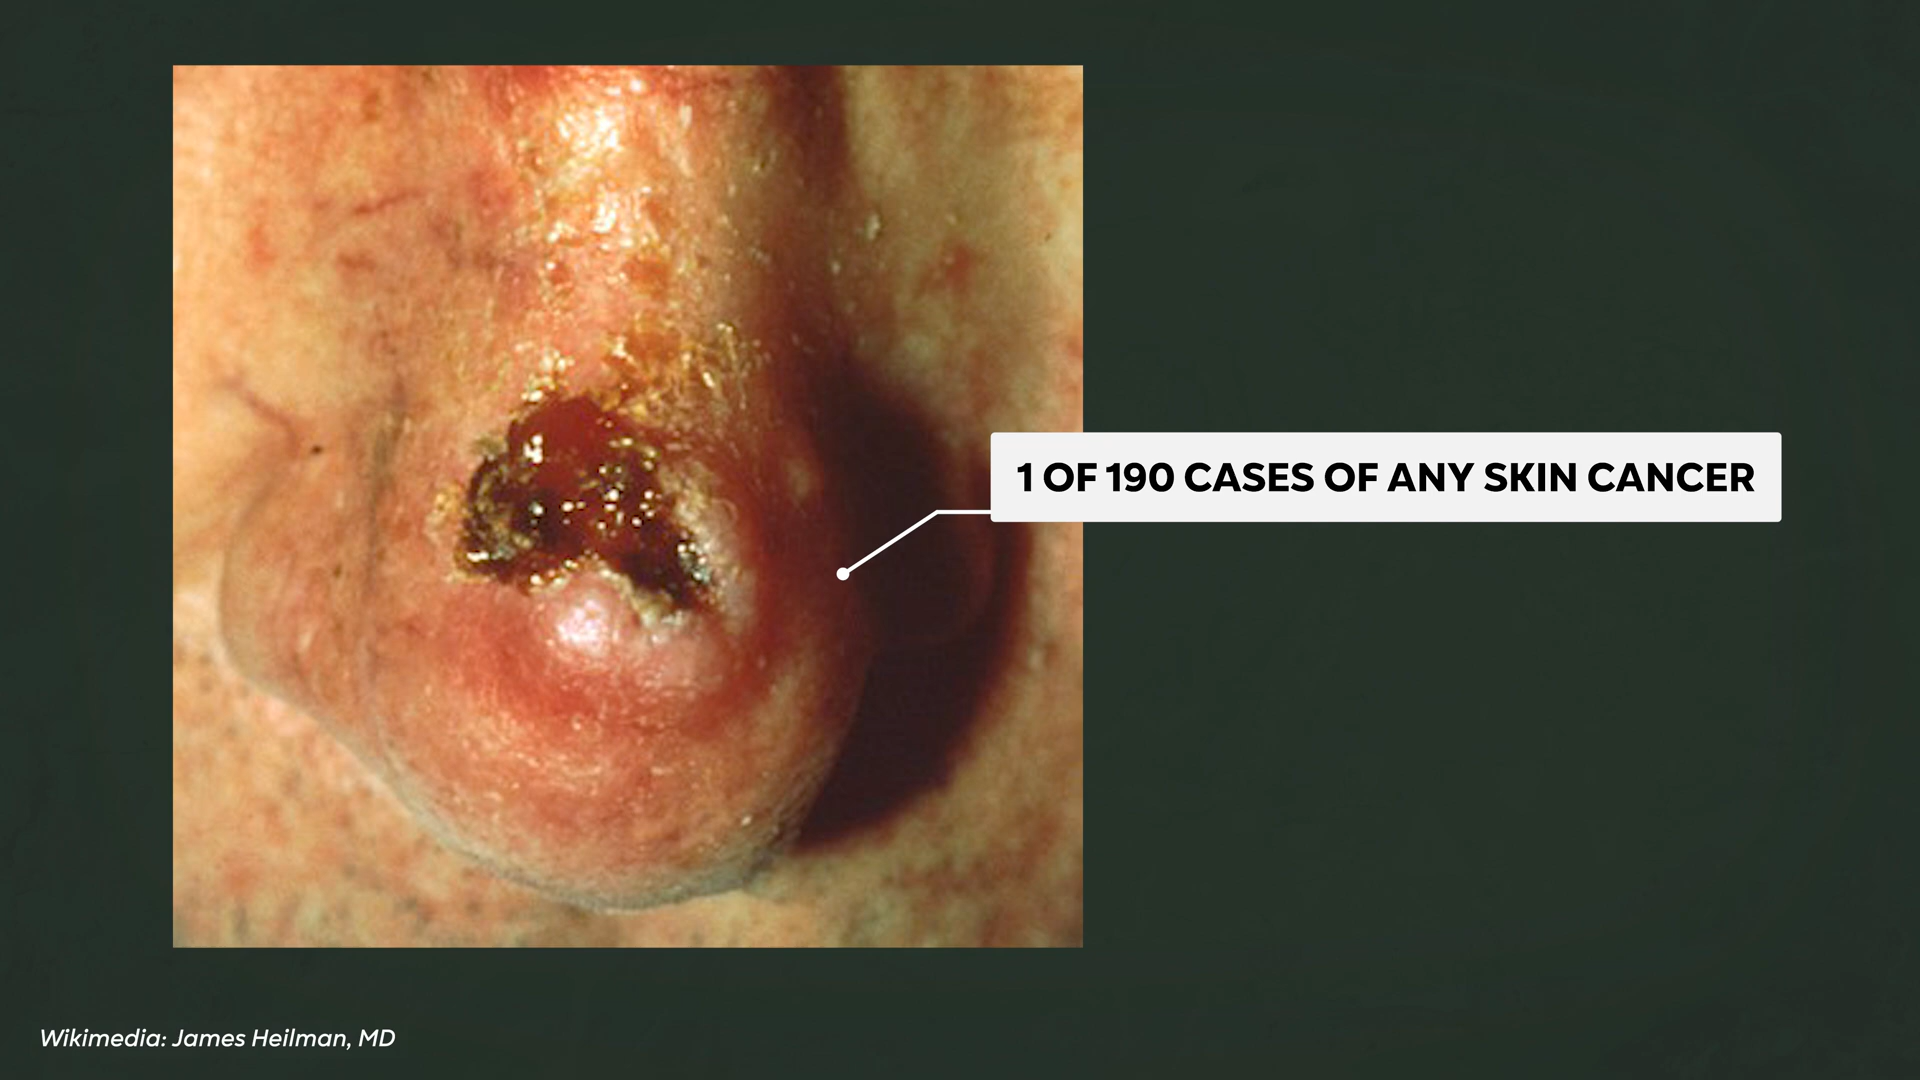 1 OF 190 CASES OF ANY SKIN CANCER
Wikimedia: James Heilman, MD